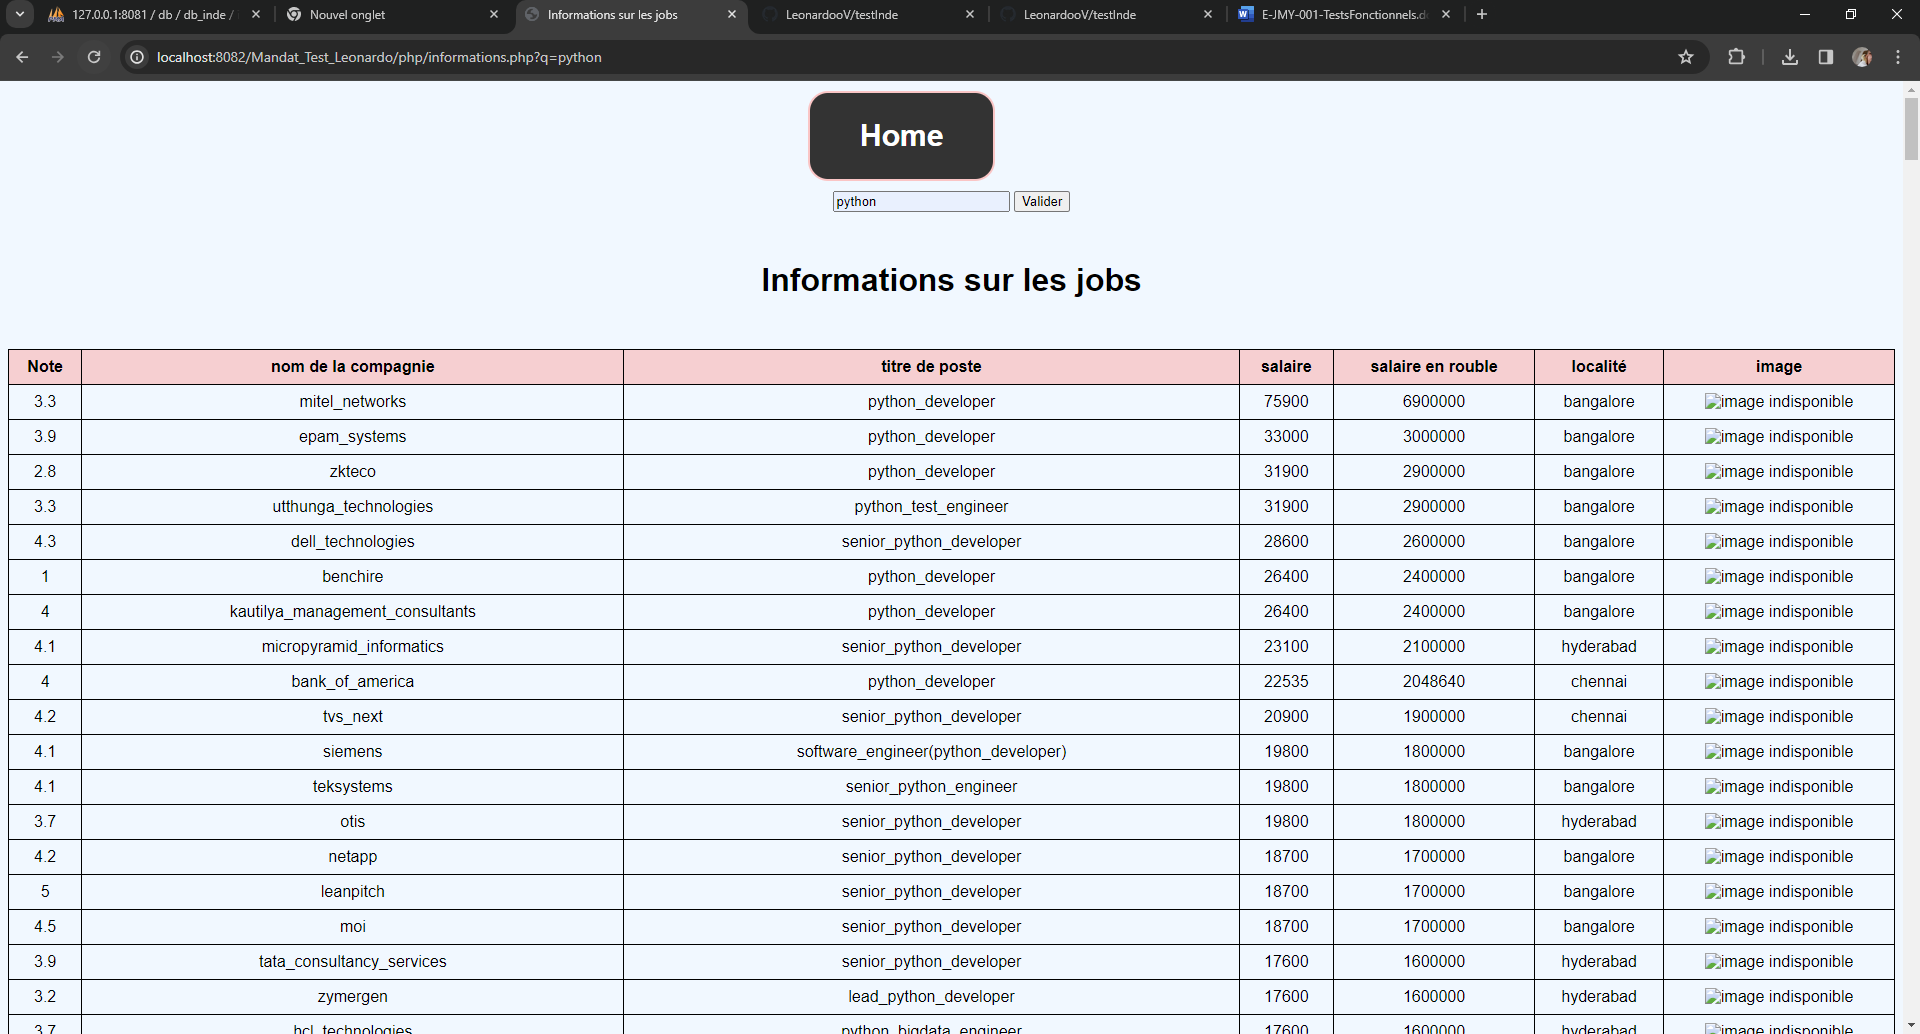 127.0.0.1:8081 / db / db_inde /
Nouvel onglet
Informations sur les jobs
LeonardooV/testInde
LeonardooV/testInde
E-JMY-001-TestsFonctionnels.d
localhost:8082/Mandat_Test_Leonardo/php/informations.php?q=python
Home
python Valider
Informations sur les jobs
Note nom de la compagnie titre de poste salaire salaire en rouble localité image
3.3 mitel_networks python_developer 75900 6900000 bangalore image indisponible
3.9 epam_systems python_developer 33000 3000000 bangalore image indisponible
2.8 zkteco python_developer 31900 2900000 bangalore image indisponible
3.3 utthunga_technologies python_test_engineer 31900 2900000 bangalore image indisponible
4.3 dell_technologies senior_python_developer 28600 2600000 bangalore image indisponible
1 benchire python_developer 26400 2400000 bangalore image indisponible
4 kautilya_management_consultants python_developer 26400 2400000 bangalore image indisponible
4.1 micropyramid_informatics senior_python_developer 23100 2100000 hyderabad image indisponible
4 bank_of_america python_developer 22535 2048640 chennai image indisponible
4.2 tvs_next senior_python_developer 20900 1900000 chennai image indisponible
4.1 siemens software_engineer(python_developer) 19800 1800000 bangalore image indisponible
4.1 teksystems senior_python_engineer 19800 1800000 bangalore image indisponible
3.7 otis senior_python_developer 19800 1800000 hyderabad image indisponible
4.2 netapp senior_python_developer 18700 1700000 bangalore image indisponible
5 leanpitch senior_python_developer 18700 1700000 bangalore image indisponible
4.5 moi senior_python_developer 18700 1700000 bangalore image indisponible
3.9 tata_consultancy_services senior_python_developer 17600 1600000 hyderabad image indisponible
3.2 zymergen lead_python_developer 17600 1600000 hyderabad image indisponible
3.7 hcl_technologies python_bigdata_engineer 17600 1600000 hyderabad image indisponible